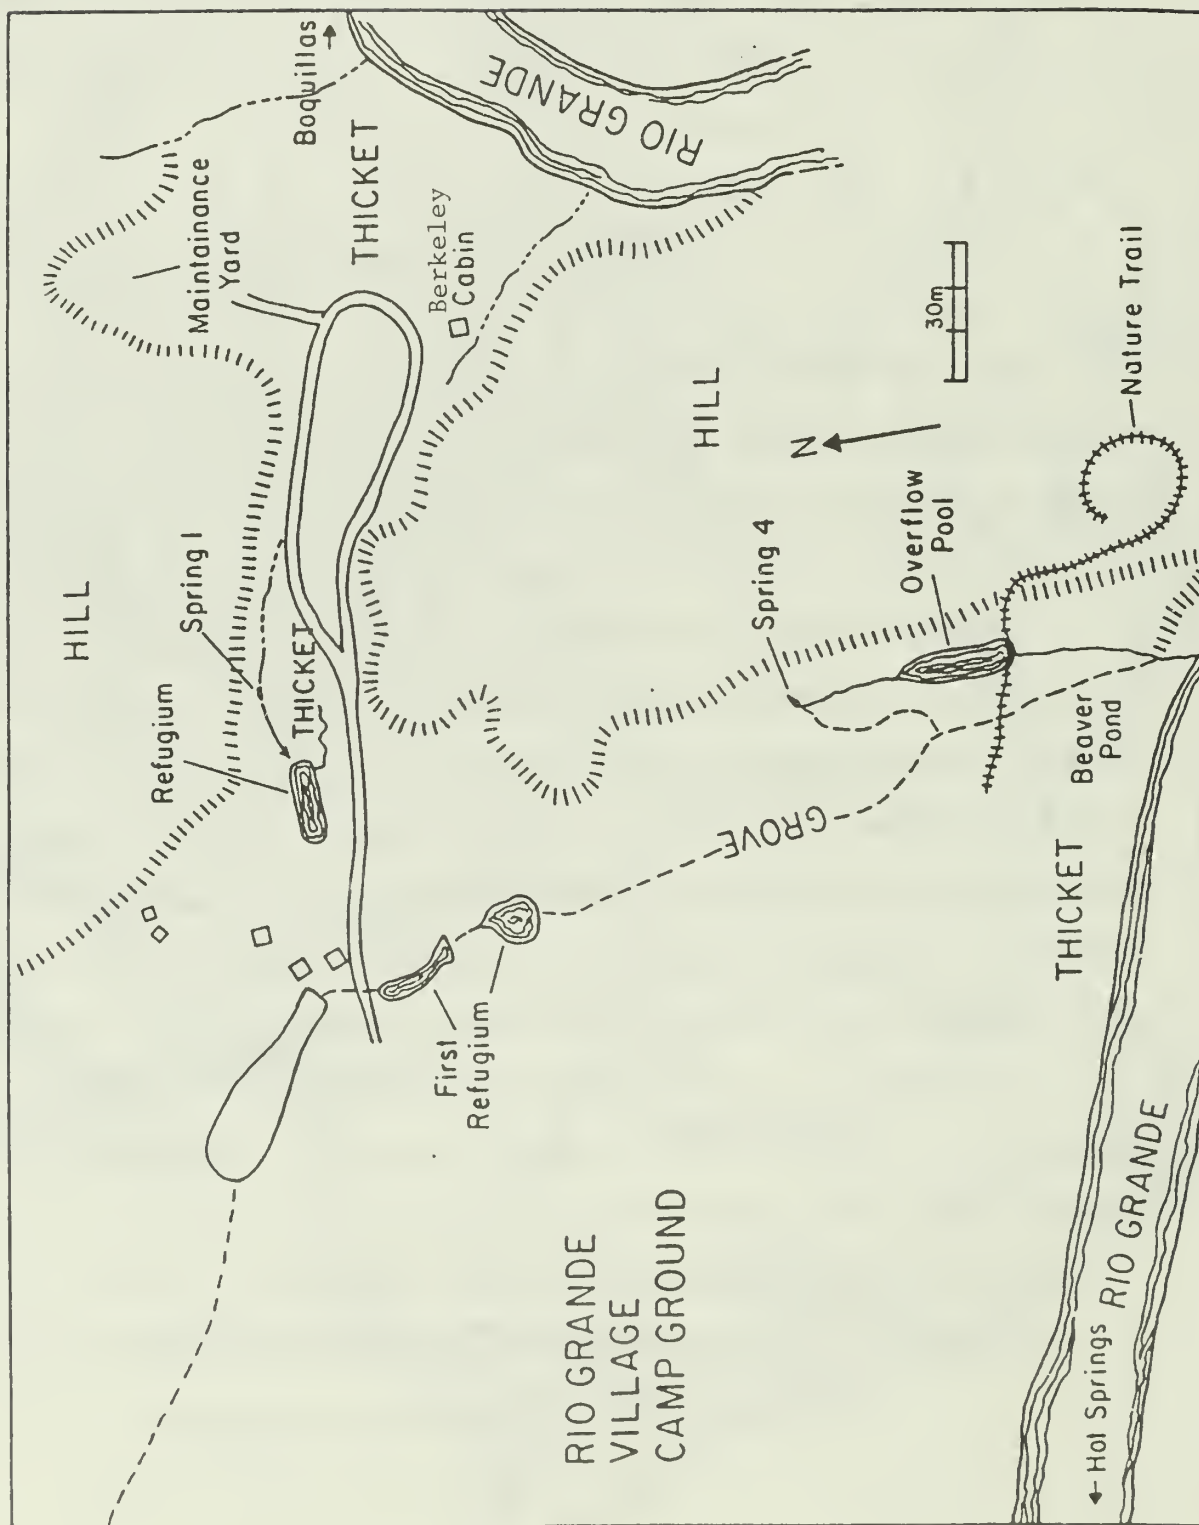 HILL
Refugium
Spring 1
THICKET
Maintainance
Yard
Boquillas
THICKET
Berkeley
Cabin
RIO GRANDE
First
Refugium
GROVE
HILL
N
30m
Spring 4
Overflow
Pool
Nature Trail
Beaver
Pond
THICKET
RIO GRANDE
VILLAGE
CAMP GROUND
Hot Springs
RIO GRANDE